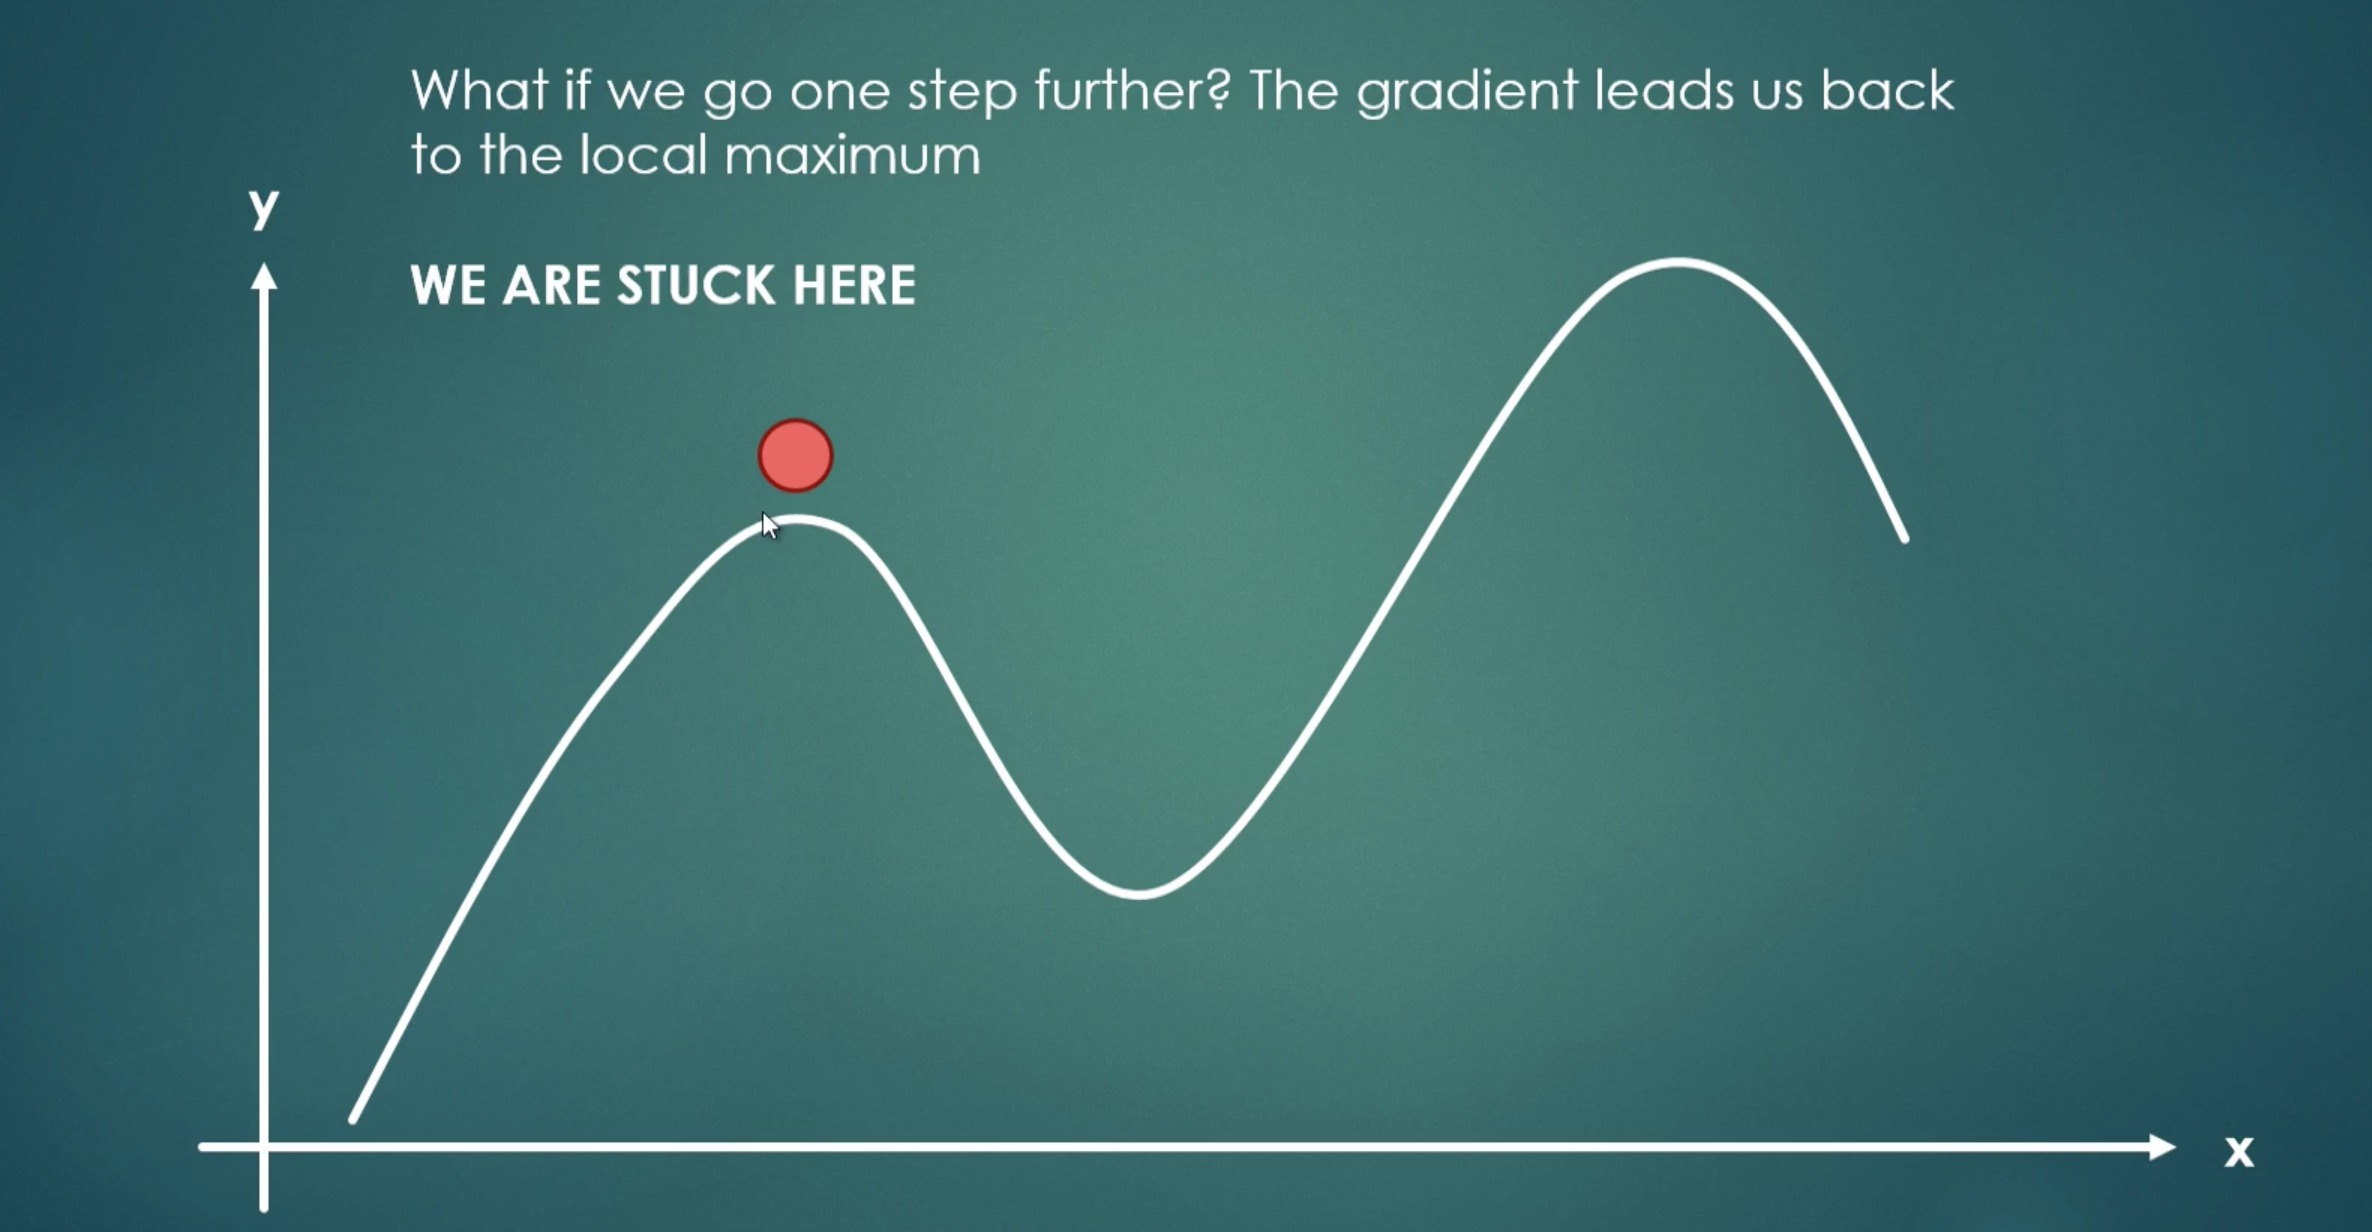 What if we go one step further? The gradient leads us back
to the local maximum
y
WE ARE STUCK HERE
x